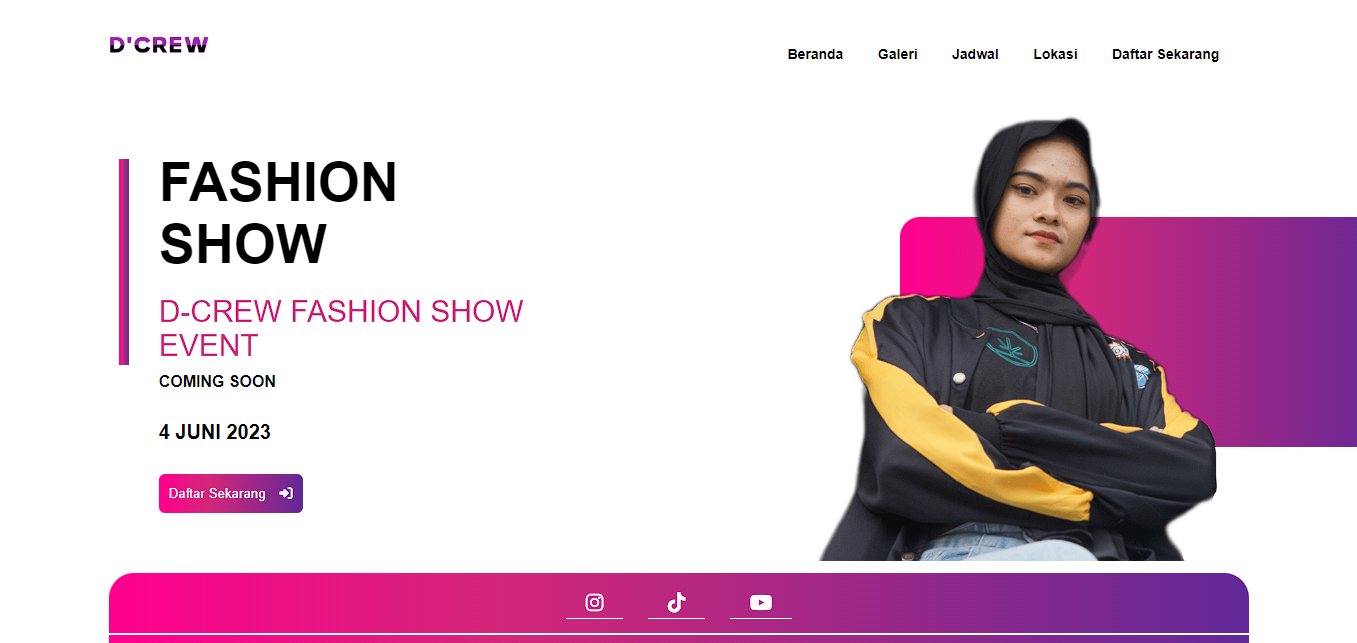 D'CREW
Beranda Galeri Jadwal Lokasi Daftar Sekarang
FASHION
SHOW
D-CREW FASHION SHOW
EVENT
COMING SOON
4 JUNI 2023
Daftar Sekarang